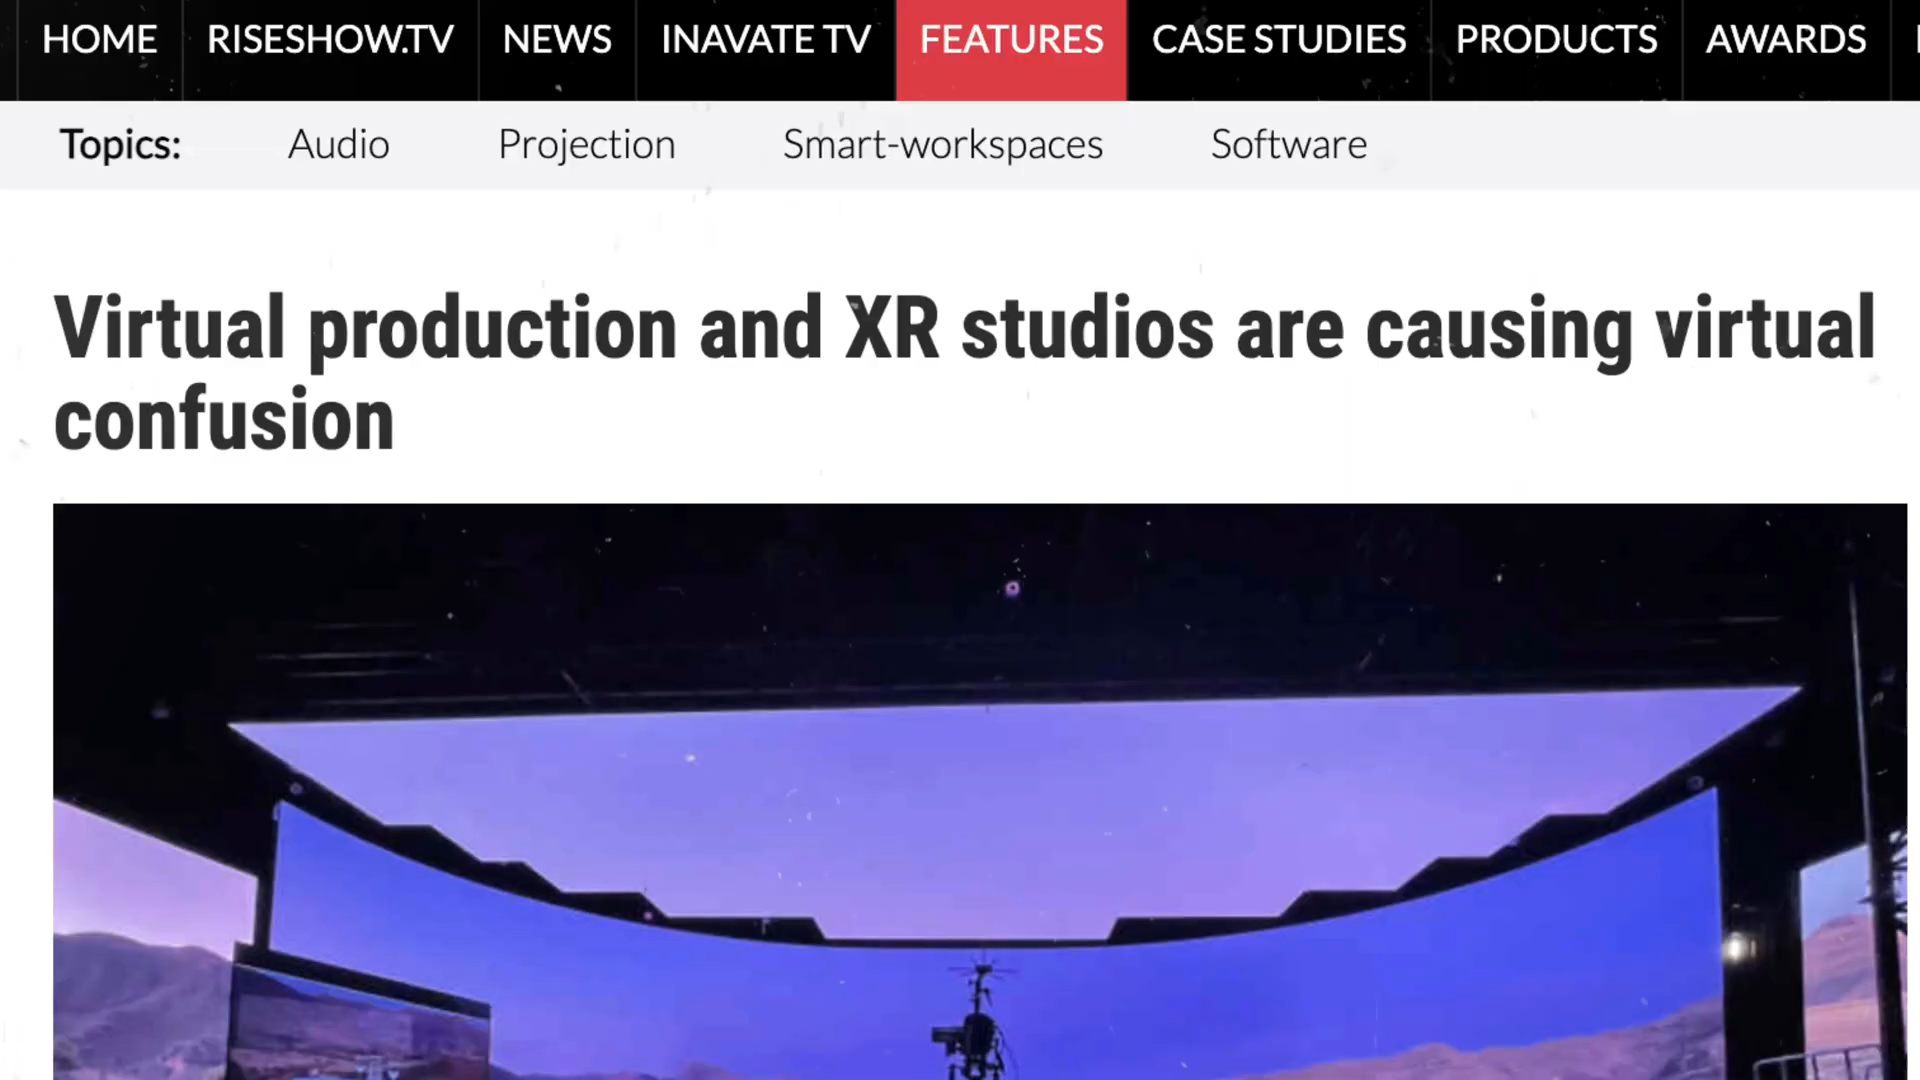 HOME RISESHOW.TV NEWS INAVATE TV FEATURES CASE STUDIES PRODUCTS AWARDS
Topics: Audio Projection Smart-workspaces Software
Virtual production and XR studios are causing virtual
confusion